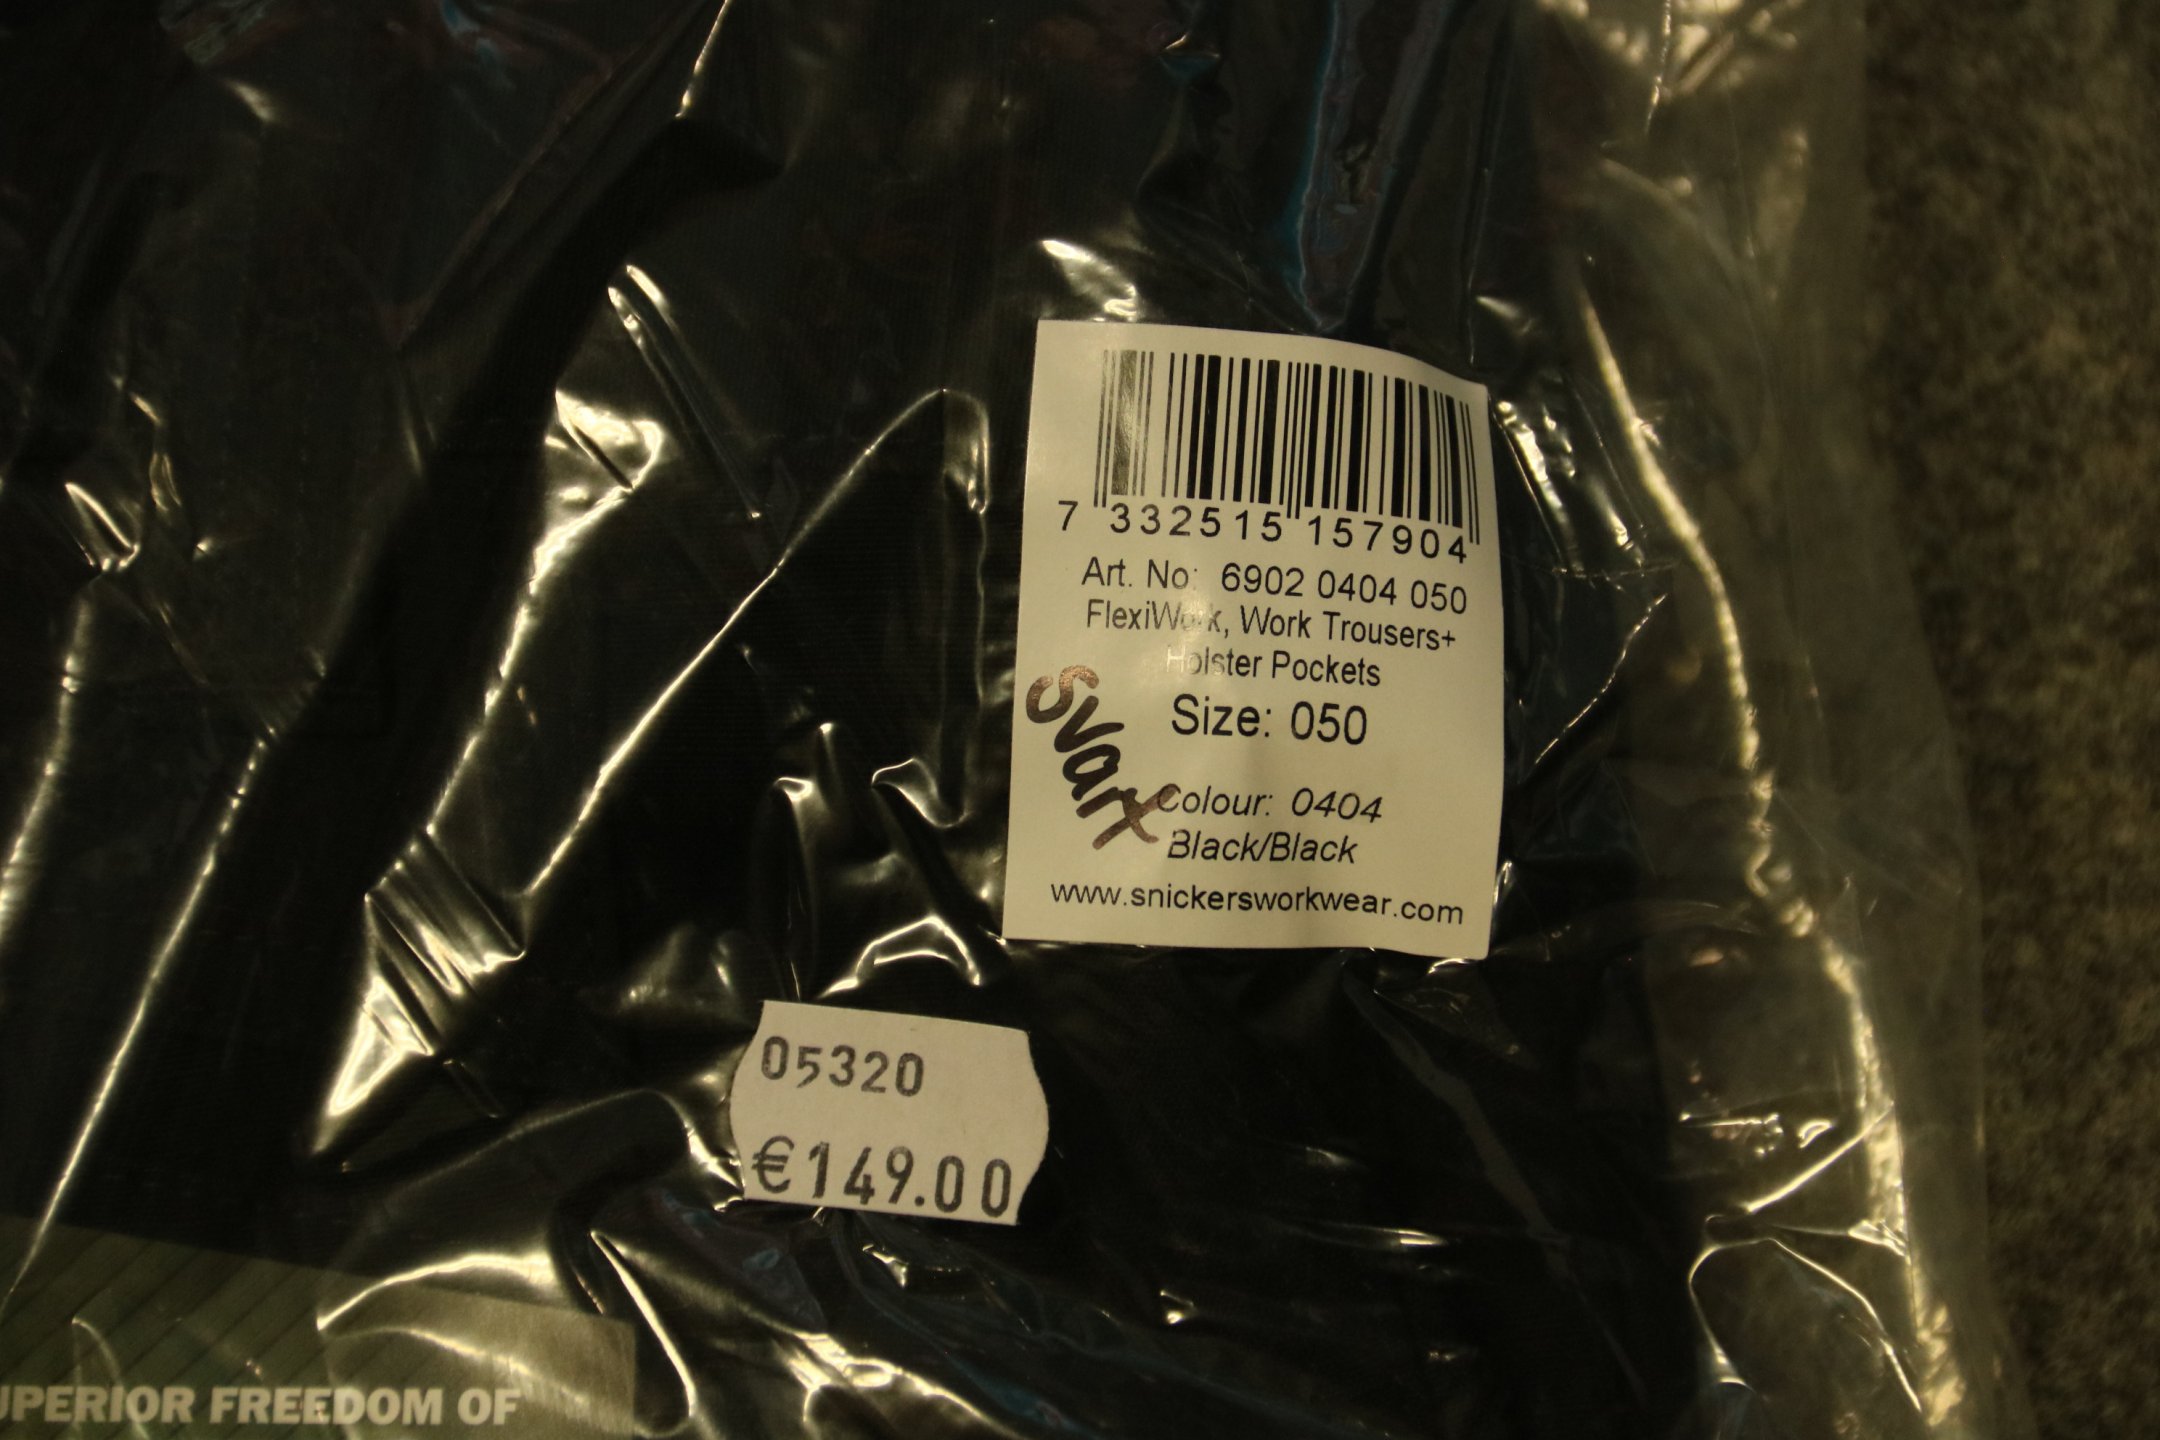 7 332515 157904
Art. No: 6902 0404 050
FlexiWork, Work Trousers+
Holster Pockets
Size: 050
Svart
Colour: 0404
Black/Black
www.snickersworkwear.com
05320
€149.00
UPERIOR FREEDOM OF